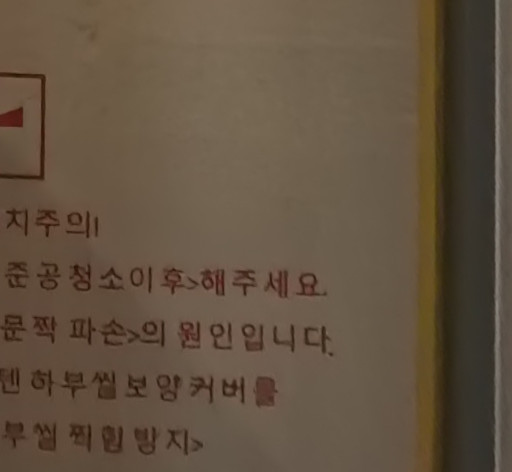 치주의!
준공청소이후>해주세요.
문짝 파손>의 원인입니다.
텐하부씰보양커버를
부씰 찍힘방지>